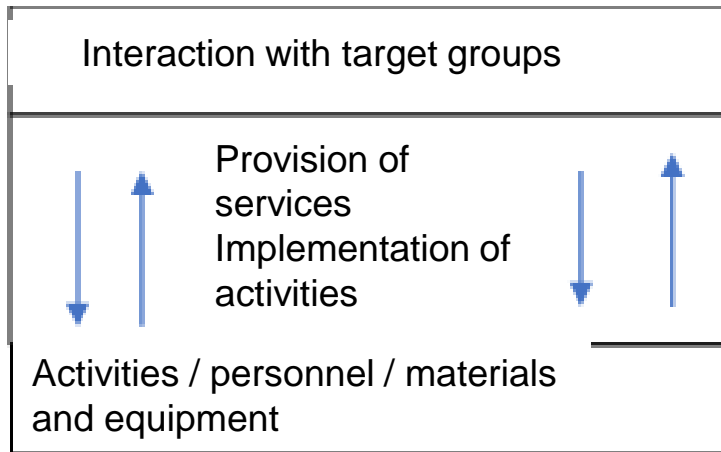 Interaction with target groups
Provision of
services
Implementation of
activities
Activities / personnel / materials
and equipment